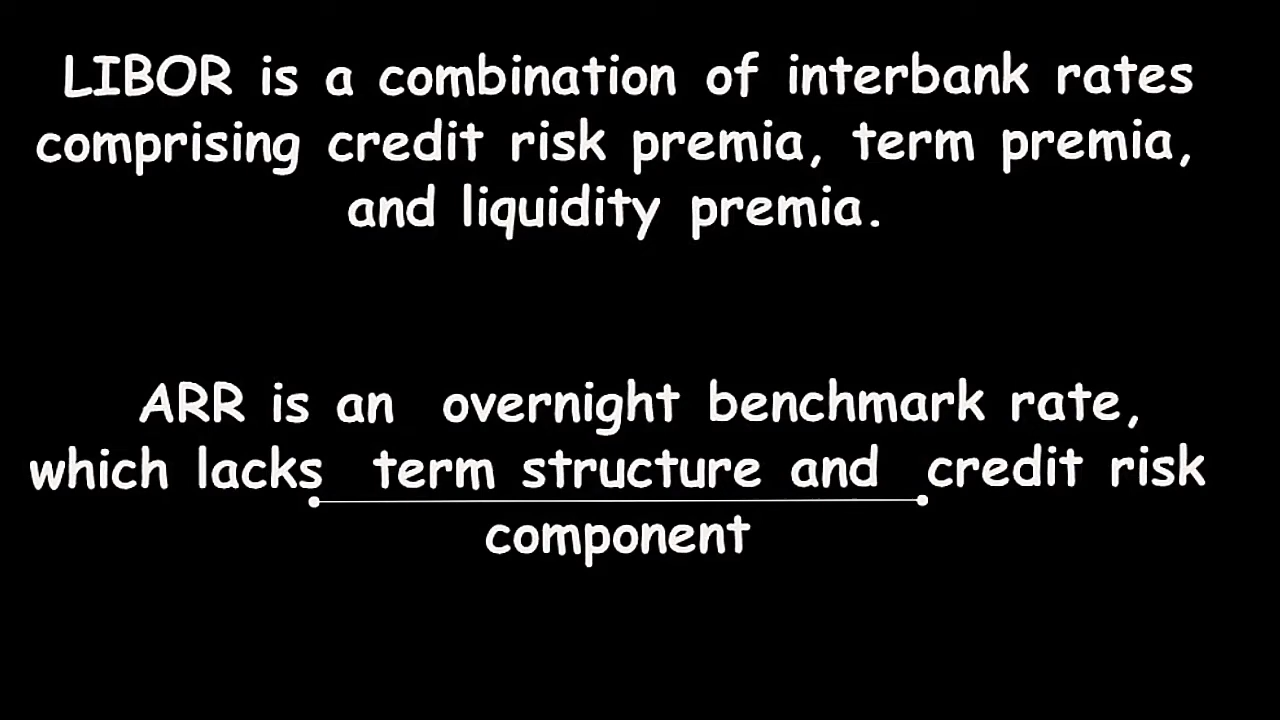 LIBOR is a combination of interbank rates
comprising credit risk premia, term premia,
and liquidity premia.
ARR is an overnight benchmark rate,
which lacks term structure and credit risk
component